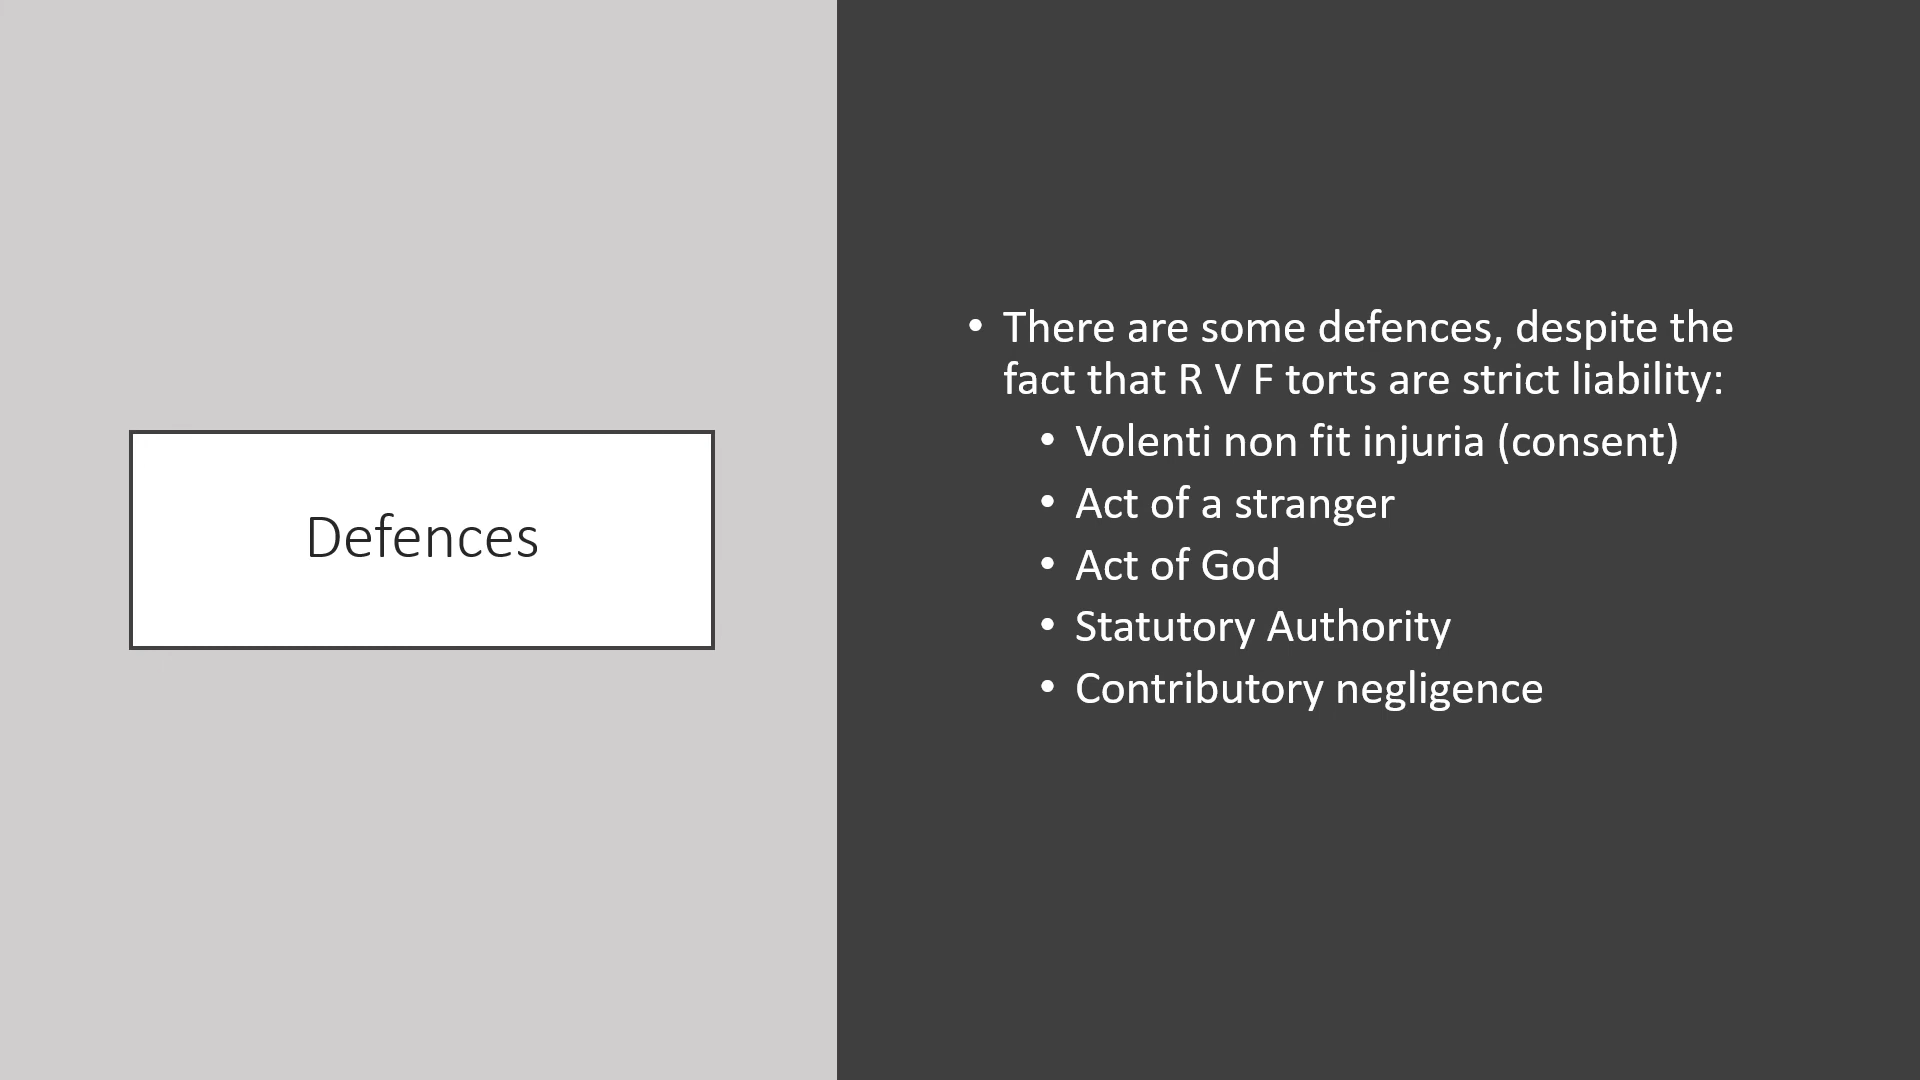 Defences
• There are some defences, despite the
fact that R V F torts are strict liability:
• Volenti non fit injuria (consent)
• Act of a stranger
• Act of God
• Statutory Authority
• Contributory negligence